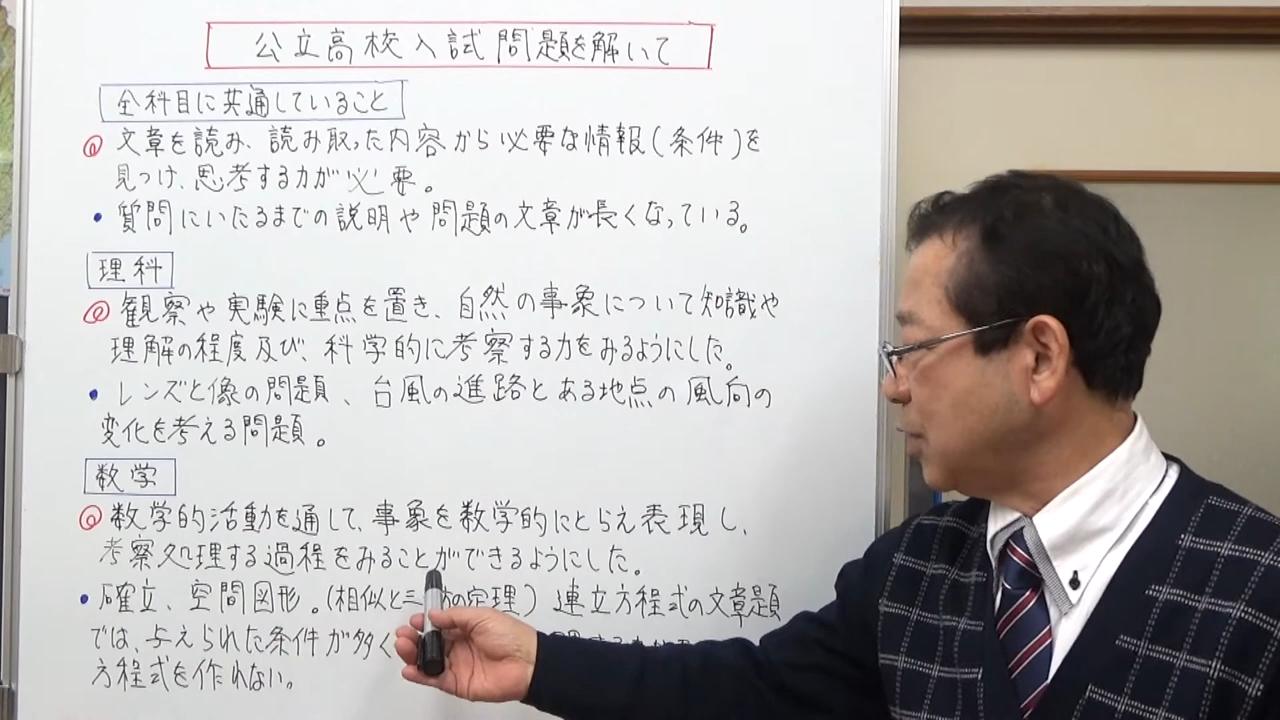 公立高校入試問題を解いて
全科目に共通していること
◎ 文章を読み、読み取った内容から必要な情報(条件)を
見つけ、思考する力が必要。
・質問にいたるまでの説明や問題の文章が長くなっている。
理科
◎ 観察や実験に重点を置き、自然の事象について知識や
理解の程度及び、科学的に考察する力をみるようにした。
・レンズと像の問題、台風の進路とある地点の風向の
変化を考える問題。
数学
◎ 数学的活動を通して、事象を数学的にとらえ表現し、
考察処理する過程をみることができるようにした。
・確立、空間図形。(相似と三 の定理) 連立方程式の文章題
では、与えられた条件が多く
方程式を作れない。